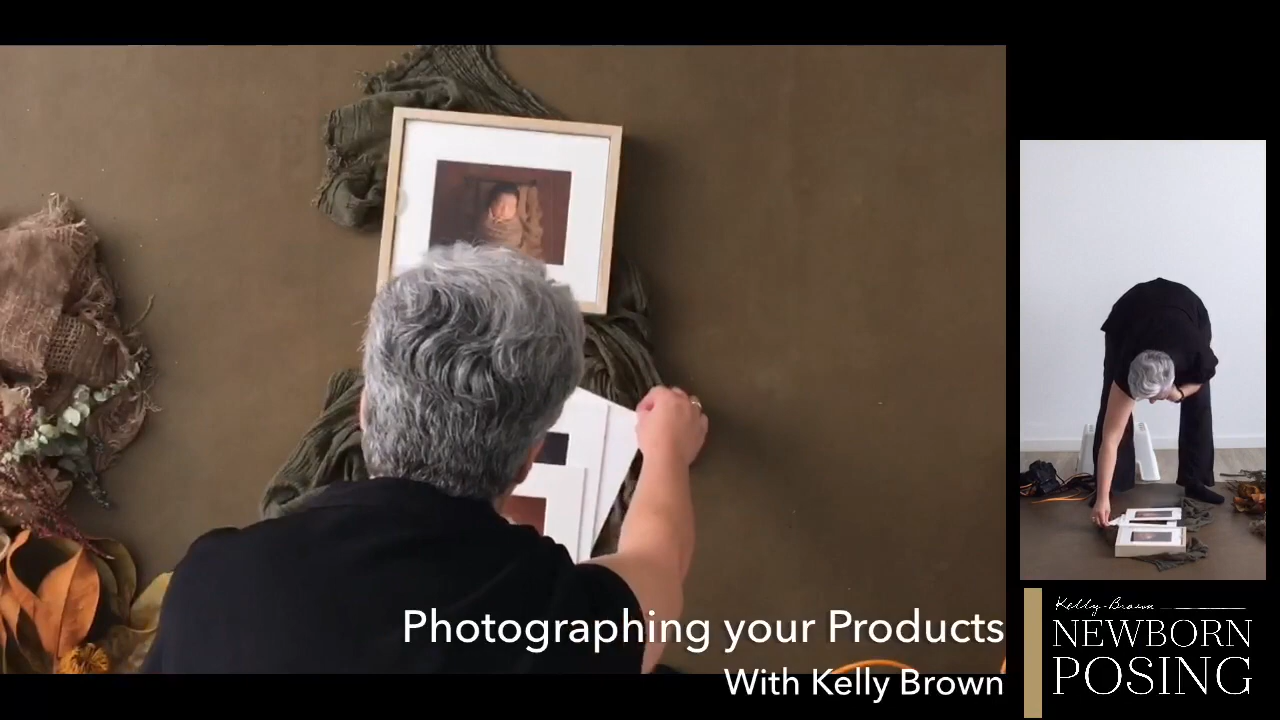 Photographing your Products
With Kelly Brown
Kelly Brown
NEWBORN
POSING